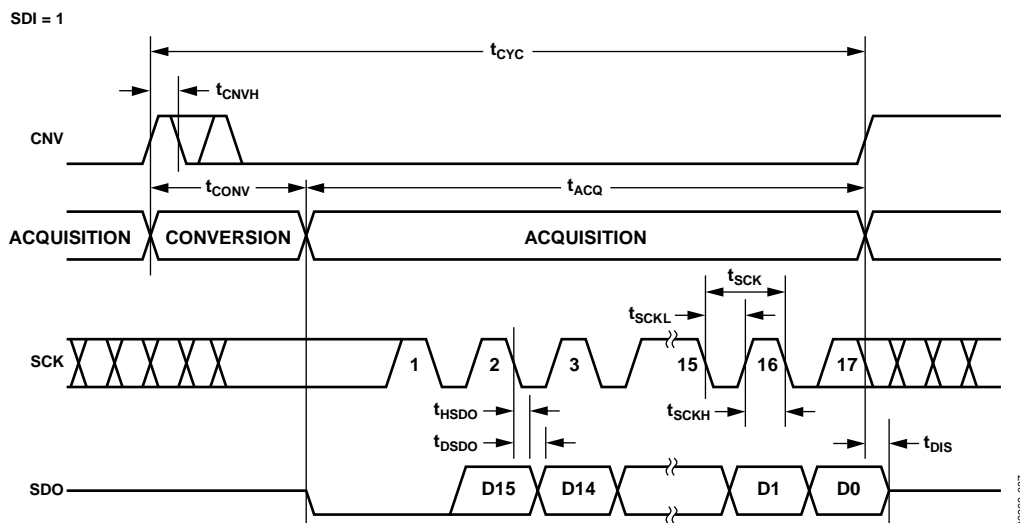 SDI = 1
tCYC
tCNVH
CNV
tCONV
tACQ
ACQUISITION CONVERSION ACQUISITION
tSCK
tSCKL
SCK 1 2 3 15 16 17
tHSDO
tSCKH
tDSDO
tDIS
SDO D15 D14 D1 D0